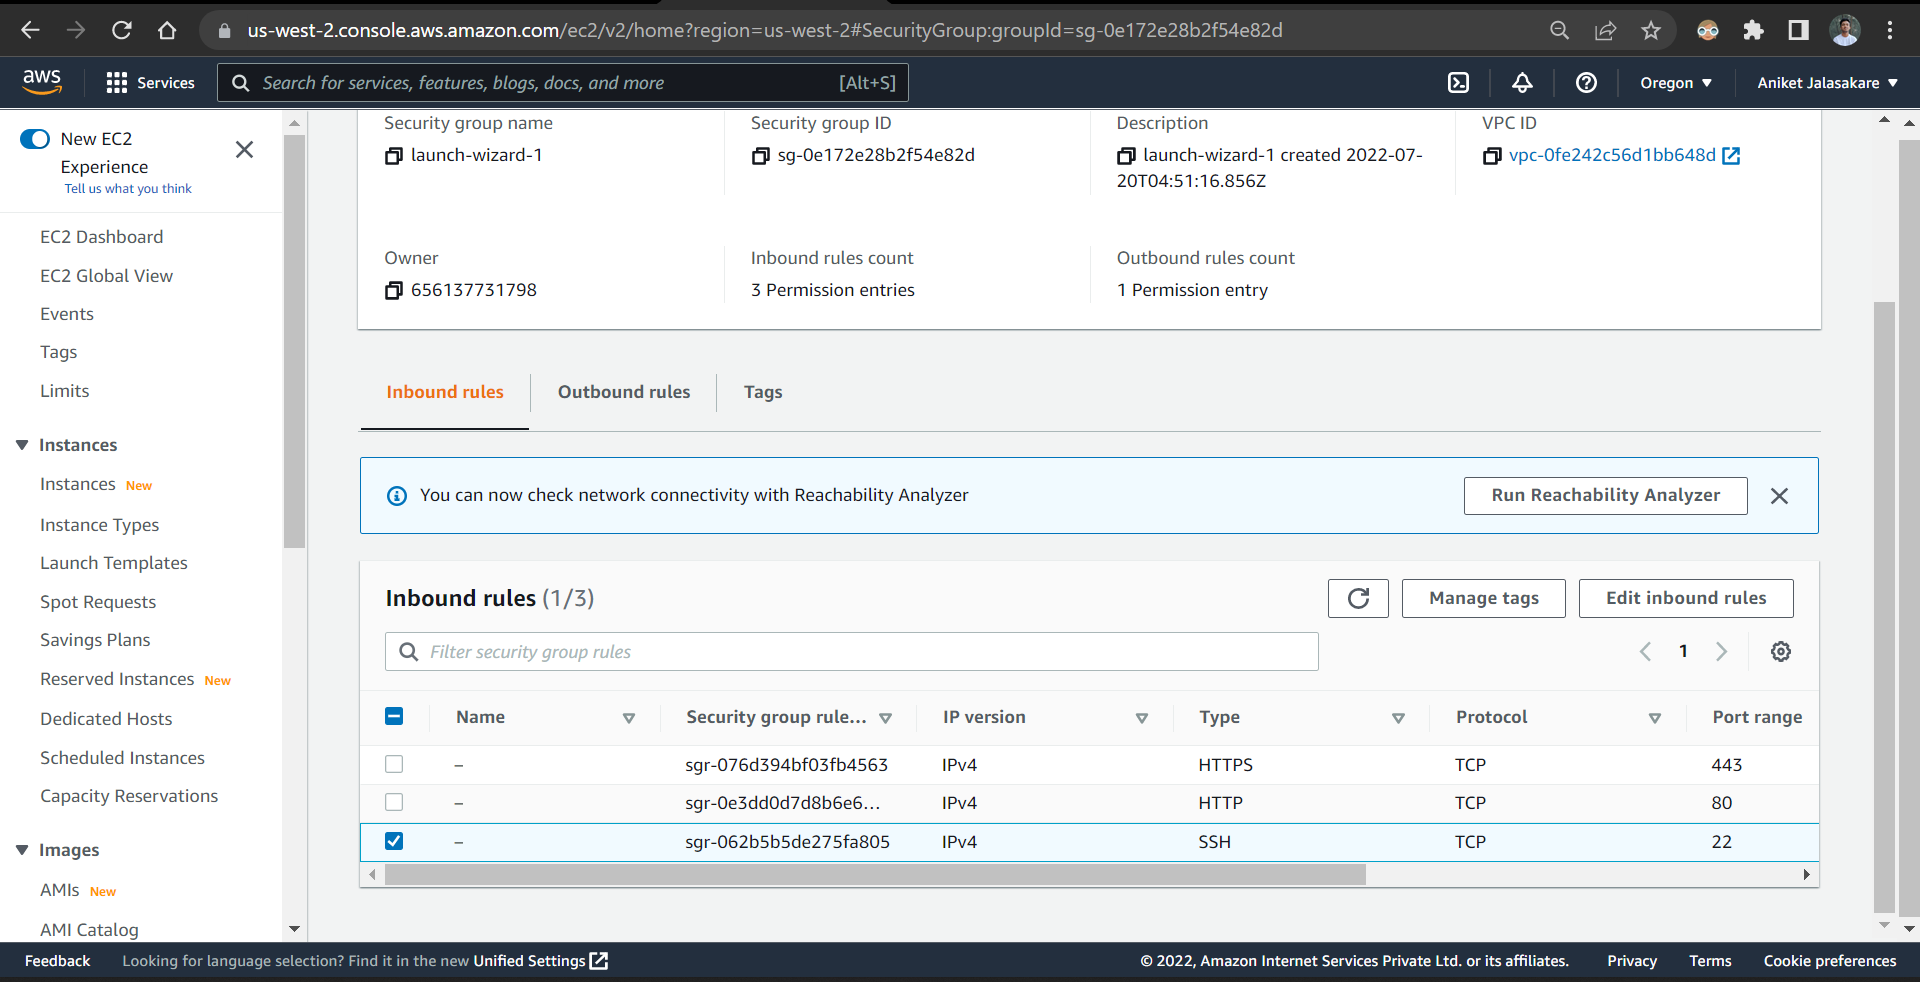 us-west-2.console.aws.amazon.com/ec2/v2/home?region=us-west-2#SecurityGroup:groupId=sg-0e172e28b2f54e82d
aws
Services
Search for services, features, blogs, docs, and more
[Alt+S]
Oregon
Aniket Jalasakare
New EC2
Experience
Tell us what you think
EC2 Dashboard
EC2 Global View
Events
Tags
Limits
Instances
Instances New
Instance Types
Launch Templates
Spot Requests
Savings Plans
Reserved Instances New
Dedicated Hosts
Scheduled Instances
Capacity Reservations
Images
AMIs New
AMI Catalog
Security group name
launch-wizard-1
Security group ID
sg-0e172e28b2f54e82d
Description
launch-wizard-1 created 2022-07-
20T04:51:16.856Z
VPC ID
vpc-0fe242c56d1bb648d
Owner
656137731798
Inbound rules count
3 Permission entries
Outbound rules count
1 Permission entry
Inbound rules
Outbound rules
Tags
You can now check network connectivity with Reachability Analyzer
Run Reachability Analyzer
Inbound rules (1/3)
Manage tags
Edit inbound rules
Filter security group rules
1
Name Security group rule... IP version Type Protocol Port range
– sgr-076d394bf03fb4563 IPv4 HTTPS TCP 443
– sgr-0e3dd0d7d8b6e6... IPv4 HTTP TCP 80
– sgr-062b5b5de275fa805 IPv4 SSH TCP 22
Feedback
Looking for language selection? Find it in the new Unified Settings
© 2022, Amazon Internet Services Private Ltd. or its affiliates.
Privacy
Terms
Cookie preferences